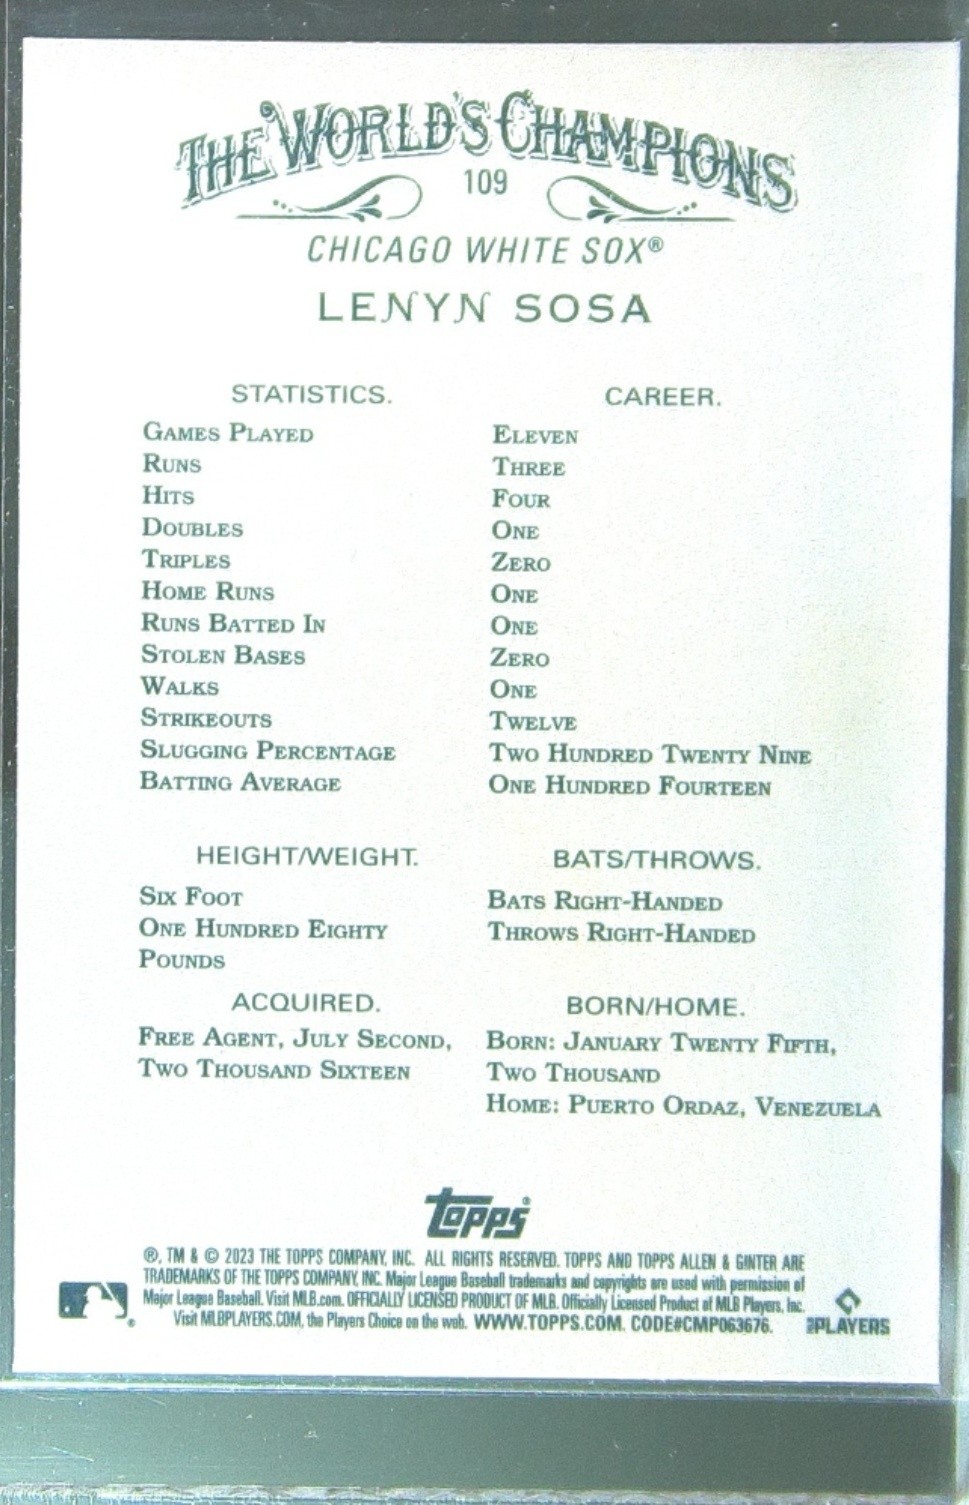 THE WORLD'S CHAMPIONS
109
CHICAGO WHITE SOX®
LENYN SOSA
STATISTICS. CAREER.
GAMES PLAYED ELEVEN
RUNS THREE
HITS FOUR
DOUBLES ONE
TRIPLES ZERO
HOME RUNS ONE
RUNS BATTED IN ONE
STOLEN BASES ZERO
WALKS ONE
STRIKEOUTS TWELVE
SLUGGING PERCENTAGE TWO HUNDRED TWENTY NINE
BATTING AVERAGE ONE HUNDRED FOURTEEN
HEIGHT/WEIGHT. BATS/THROWS.
SIX FOOT BATS RIGHT-HANDED
ONE HUNDRED EIGHTY THROWS RIGHT-HANDED
POUNDS
ACQUIRED. BORN/HOME.
FREE AGENT, JULY SECOND, BORN: JANUARY TWENTY FIFTH,
TWO THOUSAND SIXTEEN TWO THOUSAND
HOME: PUERTO ORDAZ, VENEZUELA
topps®
®, TM & © 2023 THE TOPPS COMPANY, INC. ALL RIGHTS RESERVED. TOPPS AND TOPPS ALLEN & GINTER ARE
TRADEMARKS OF THE TOPPS COMPANY, INC. Major League Baseball trademarks and copyrights are used with permission of
Major League Baseball. Visit MLB.com. OFFICIALLY LICENSED PRODUCT OF MLB. Officially Licensed Product of MLB Players, Inc.
Visit MLBPLAYERS.COM, the Players Choice on the web. WWW.TOPPS.COM. CODE#CMP063676.
PLAYERS